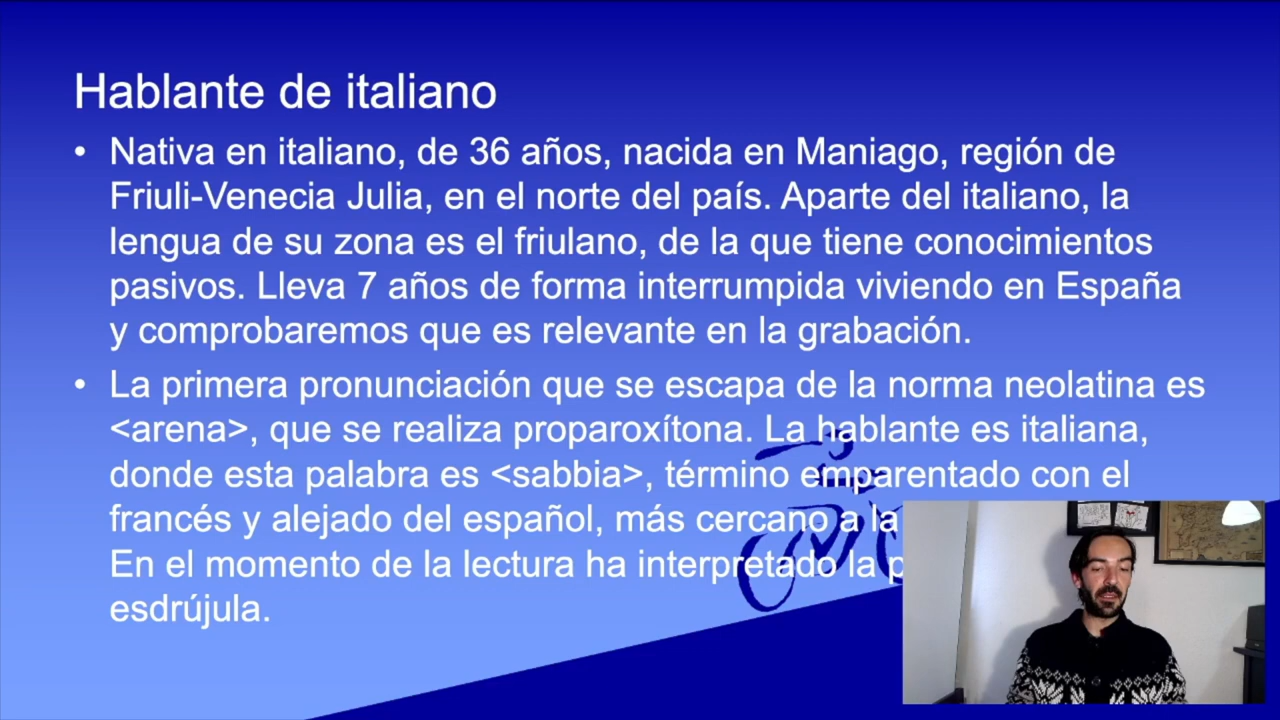 Hablante de italiano
• Nativa en italiano, de 36 años, nacida en Maniago, región de
Friuli-Venecia Julia, en el norte del país. Aparte del italiano, la
lengua de su zona es el friulano, de la que tiene conocimientos
pasivos. Lleva 7 años de forma interrumpida viviendo en España
y comprobaremos que es relevante en la grabación.
• La primera pronunciación que se escapa de la norma neolatina es
<arena>, que se realiza proparoxítona. La hablante es italiana,
donde esta palabra es <sabbia>, término emparentado con el
francés y alejado del español, más cercano a la
En el momento de la lectura ha interpretado la
esdrújula.